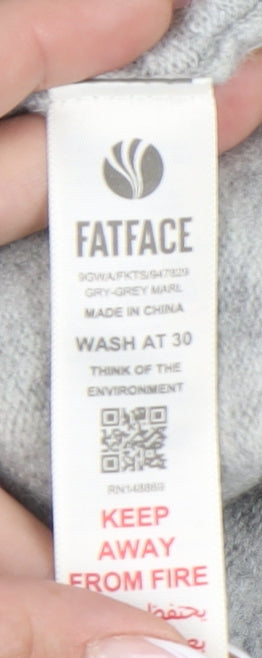 FATFACE
9GWA/FKTS/947829
GRY-GREY MARL
MADE IN CHINA
WASH AT 30
THINK OF THE
ENVIRONMENT
RN148869
KEEP
AWAY
FROM FIRE